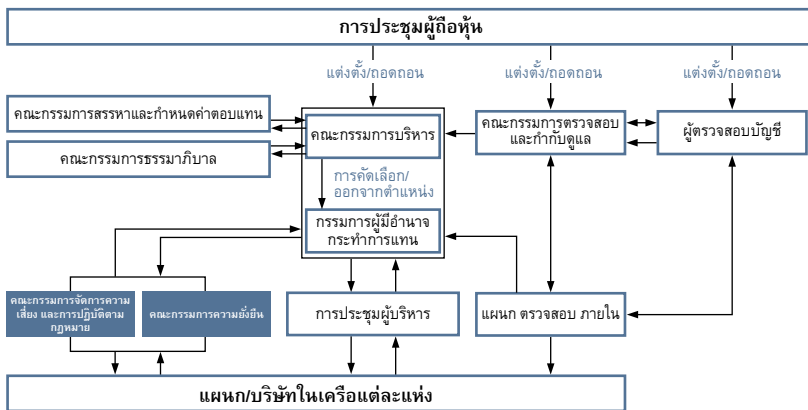 การประชุมผู้ถือหุ้น
แต่งตั้ง/ถอดถอน
แต่งตั้ง/ถอดถอน
แต่งตั้ง/ถอดถอน
คณะกรรมการสรรหาและกำหนดค่าตอบแทน
คณะกรรมการธรรมาภิบาล
คณะกรรมการบริหาร
คณะกรรมการตรวจสอบ
และกำกับดูแล
ผู้ตรวจสอบบัญชี
การคัดเลือก/
ออกจากตำแหน่ง
กรรมการผู้มีอำนาจ
กระทำการแทน
คณะกรรมการจัดการความ
เสี่ยง และการปฏิบัติตาม
กฎหมาย
คณะกรรมการความยั่งยืน
การประชุมผู้บริหาร
แผนก ตรวจสอบ ภายใน
แผนก/บริษัทในเครือแต่ละแห่ง